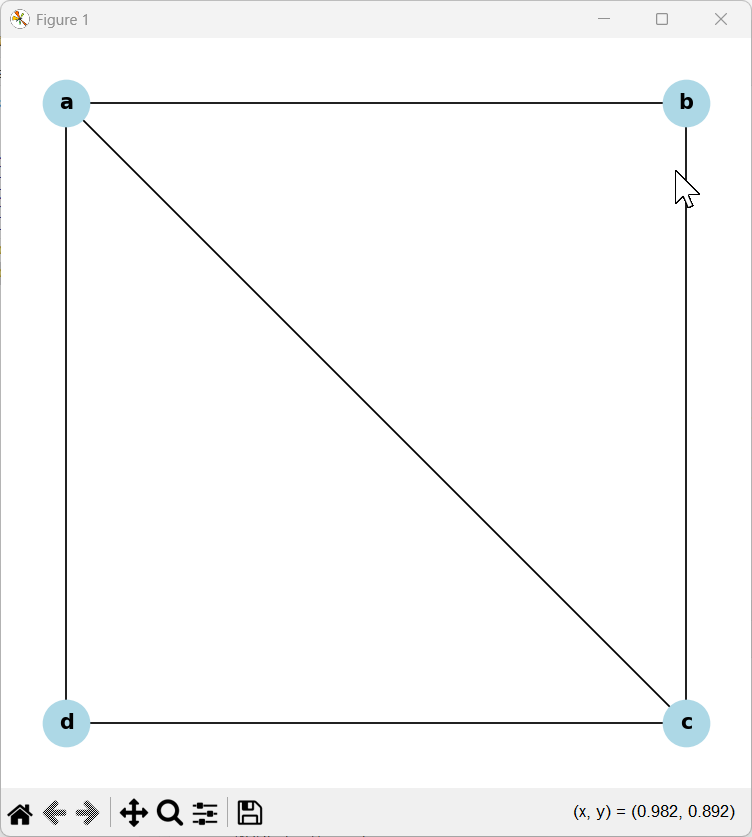 Figure 1
a b
d c
(x, y) = (0.982, 0.892)